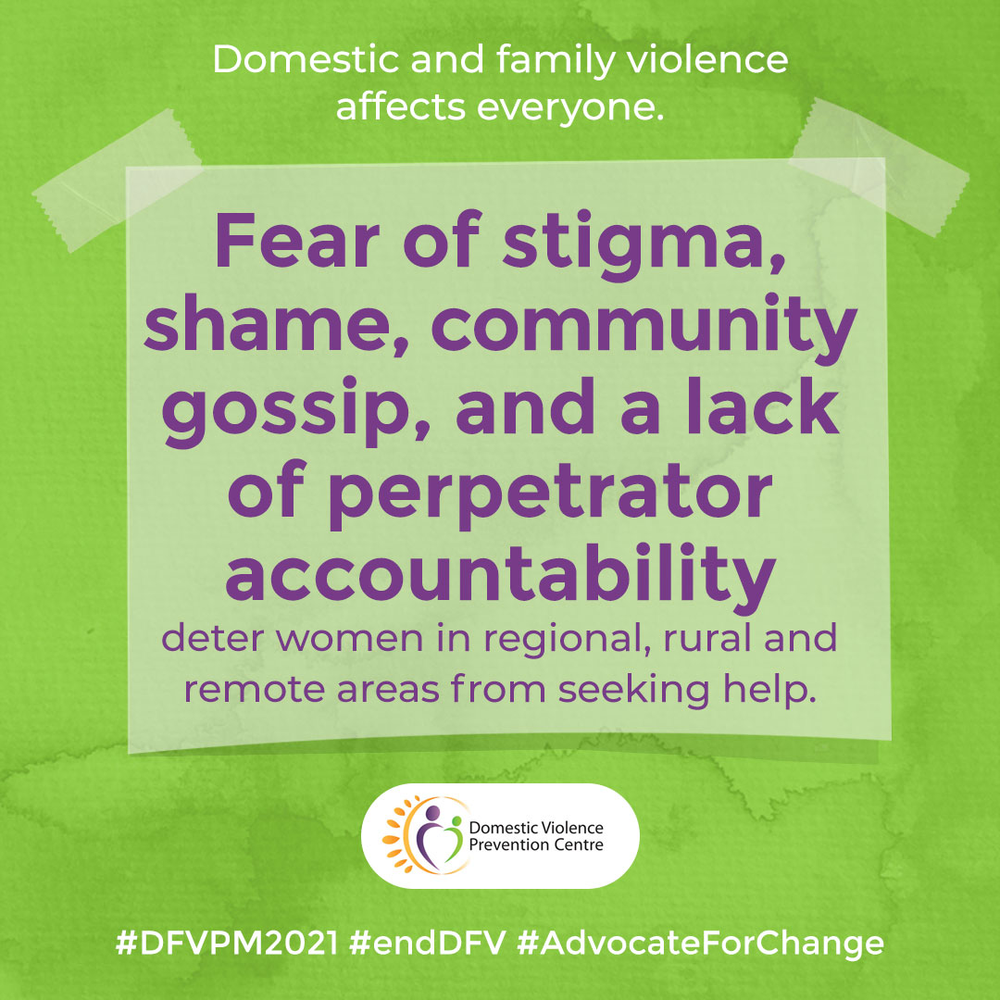 Domestic and family violence
affects everyone.
Fear of stigma,
shame, community
gossip, and a lack
of perpetrator
accountability
deter women in regional, rural and
remote areas from seeking help.
Domestic Violence
Prevention Centre
#DFVPM2021 #endDFV #AdvocateForChange